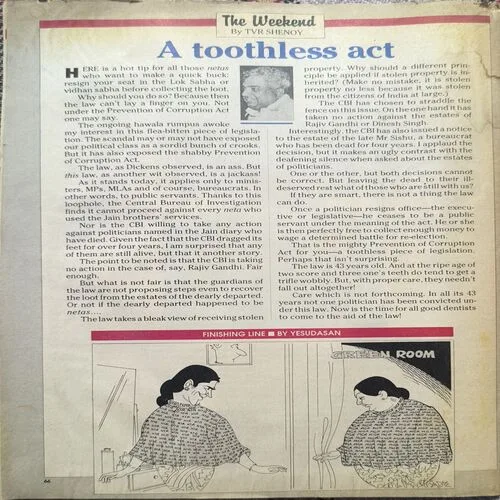 The Weekend
By TVR SHENOY
A toothless act
HERE is a hot tip for all those netas
who want to make a quick buck:
resign your seat in the Lok Sabha or
vidhan sabha before collecting the loot.
Why should you do so? Because then
the law can't lay a finger on you. Not
under the Prevention of Corruption Act
one may say.
The ongoing hawala rumpus awoke
my interest in this flea-bitten piece of legisla-
tion. The scandal may or may not have exposed
our political class as a sordid bunch of crooks.
But it has also exposed the shabby Prevention
of Corruption Act.
The law, as Dickens observed, is an ass. But
this law, as another wit observed, is a jackass!
As it stands today, it applies only to minis-
ters, MPs, MLAs and of course, bureaucrats. In
other words, to public servants. Thanks to this
loophole, the Central Bureau of Investigation
finds it cannot proceed against every neta who
used the Jain brothers' services.
Nor is the CBI willing to take any action
against politicians named in the Jain diary who
have died. Given the fact that the CBI dragged its
feet for over four years, I am surprised that any
of them are still alive, but that it another story.
The point to be noted is that the CBI is taking
no action in the case of, say, Rajiv Gandhi. Fair
enough.
But what is not fair is that the guardians of
the law are not proposing steps even to recover
the loot from the estates of the dearly departed.
Or not if the dearly departed happened to be
netas....
The law takes a bleak view of receiving stolen
property. Why should a different prin-
ciple be applied if stolen property is in-
herited? (Make no mistake, it is stolen
property no less because it was stolen
from the citizens of India at large.)
The CBI has chosen to straddle the
fence on this issue. On the one hand it has
taken no action against the estates of
Rajiv Gandhi or Dinesh Singh.
Interestingly, the CBI has also issued a notice
to the estate of the late Mr Sishu, a bureaucrat
who has been dead for four years. I applaud the
decision, but it makes an ugly contrast with the
deafening silence when asked about the estates
of politicians.
One or the other, but both decisions cannot
be correct. But leaving the dead to their ill-
deserved rest what of those who are still with us?
If they are smart, there is not a thing the law
can do.
Once a politician resigns office—the exec-
utive or legislative—he ceases to be a public
servant under the meaning of the act. He or she
is then perfectly free to collect enough money to
wage a determined battle for re-election.
That is the mighty Prevention of Corruption
Act for you—a toothless piece of legislation.
Perhaps that isn't surprising.
The law is 43 years old. And at the ripe age of
two score and three one's teeth do tend to get a
trifle wobbly. But, with proper care, they needn't
fall out altogether!
Care which is not forthcoming. In all its 43
years not one politician has been convicted un-
der this law. Now is the time for all good dentists
to come to the aid of the law!
FINISHING LINE ■ BY YESUDASAN
GREEN ROOM
66